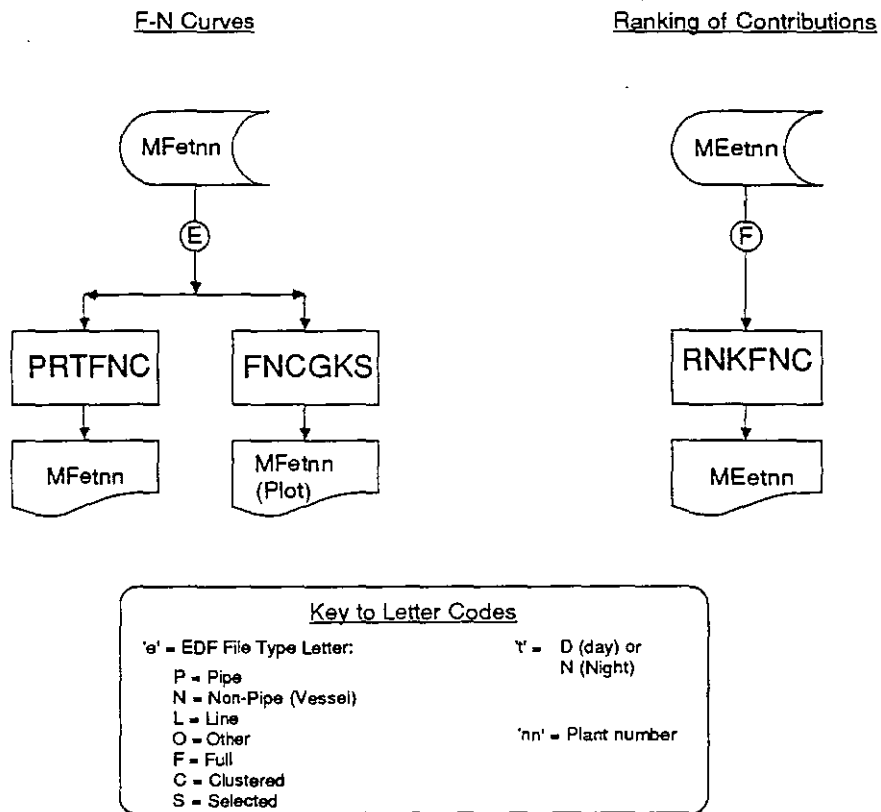 F-N Curves
Ranking of Contributions
MFetnn
MEetnn
E
F
PRTFNC
FNCGKS
RNKFNC
MFetnn
MFetnn
(Plot)
MEetnn
Key to Letter Codes
'e' = EDF File Type Letter:
P = Pipe
N = Non-Pipe (Vessel)
L = Line
O = Other
F = Full
C = Clustered
S = Selected
't' = D (day) or
N (Night)
'nn' = Plant number